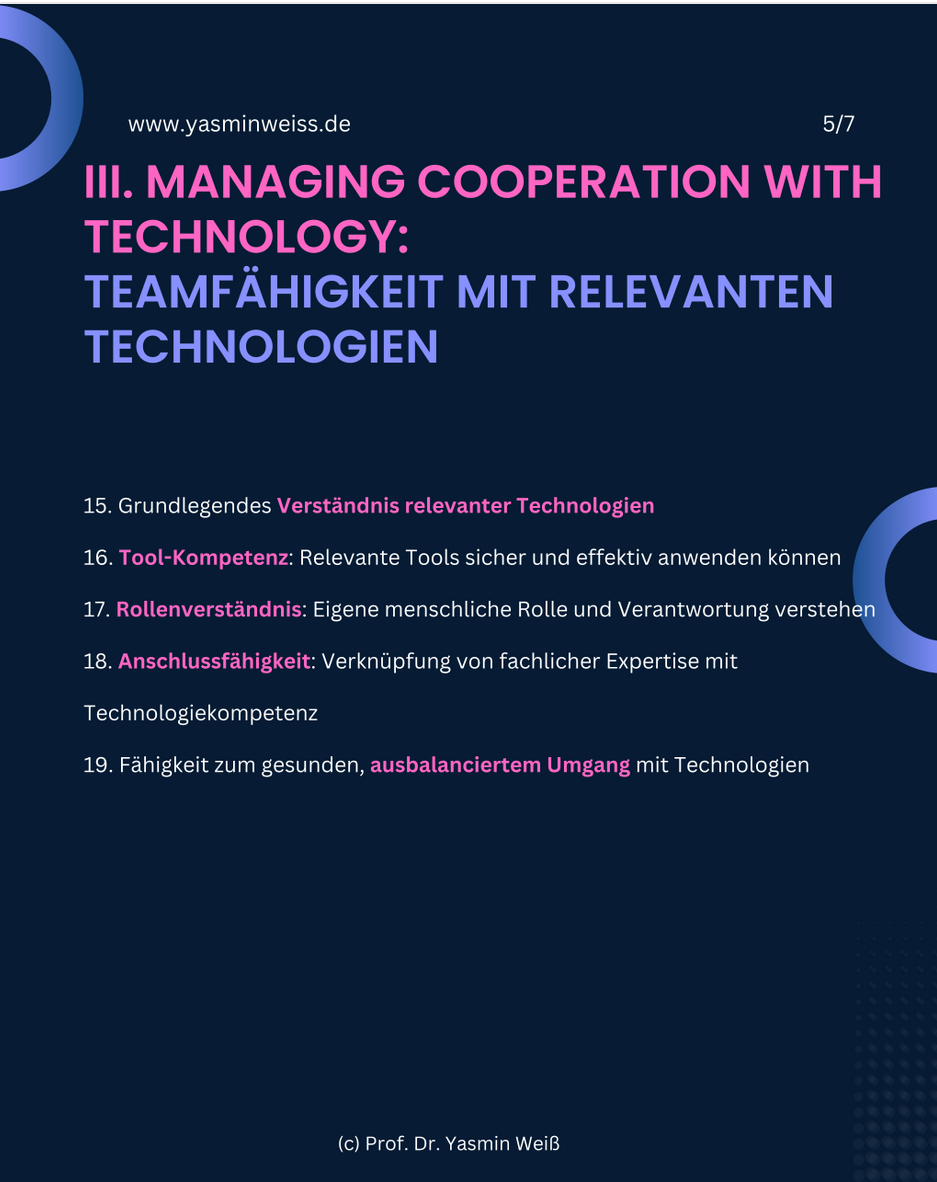 www.yasminweiss.de
5/7
III. MANAGING COOPERATION WITH
TECHNOLOGY:
TEAMFÄHIGKEIT MIT RELEVANTEN
TECHNOLOGIEN
15. Grundlegendes Verständnis relevanter Technologien
16. Tool-Kompetenz: Relevante Tools sicher und effektiv anwenden können
17. Rollenverständnis: Eigene menschliche Rolle und Verantwortung verstehen
18. Anschlussfähigkeit: Verknüpfung von fachlicher Expertise mit
Technologiekompetenz
19. Fähigkeit zum gesunden, ausbalanciertem Umgang mit Technologien
(c) Prof. Dr. Yasmin Weiß